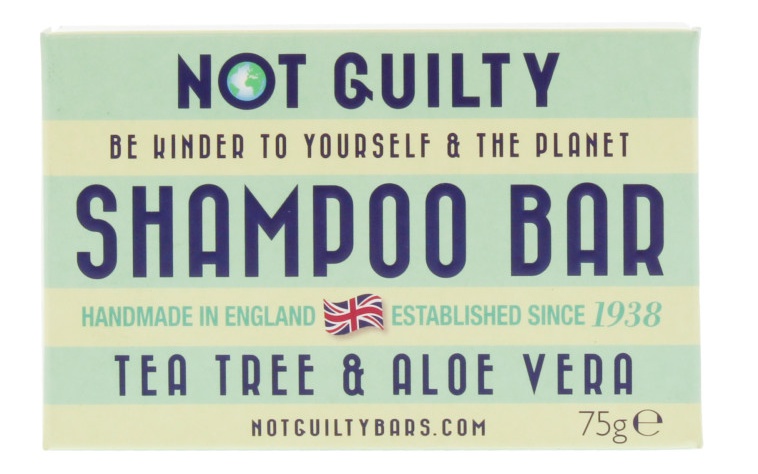 NOT GUILTY
BE KINDER TO YOURSELF & THE PLANET
SHAMPOO BAR
HANDMADE IN ENGLAND ESTABLISHED SINCE 1938
TEA TREE & ALOE VERA
NOTGUILTYBARS.COM 75g ℮